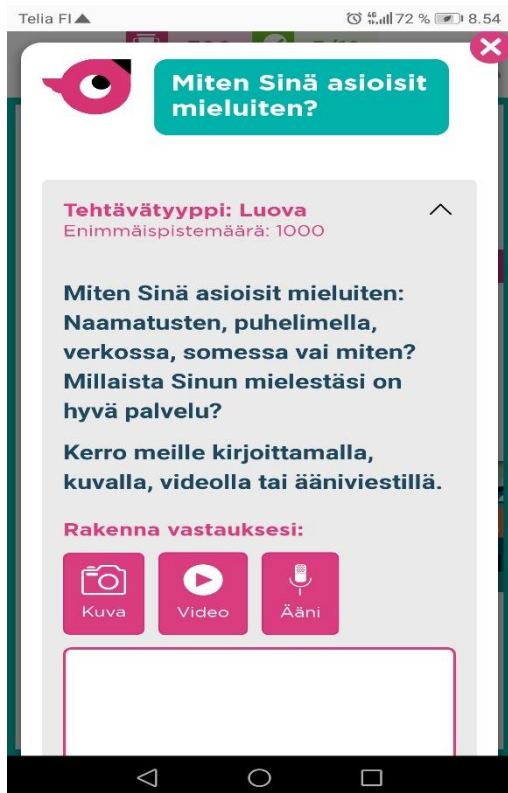 Telia FI 72 % 8.54
Miten Sinä asioisit
mieluiten?
Tehtävätyyppi: Luova
Enimmäispistemäärä: 1000
Miten Sinä asioisit mieluiten:
Naamatusten, puhelimella,
verkossa, somessa vai miten?
Millaista Sinun mielestäsi on
hyvä palvelu?
Kerro meille kirjoittamalla,
kuvalla, videolla tai ääniviestillä.
Rakenna vastauksesi:
Kuva Video Ääni